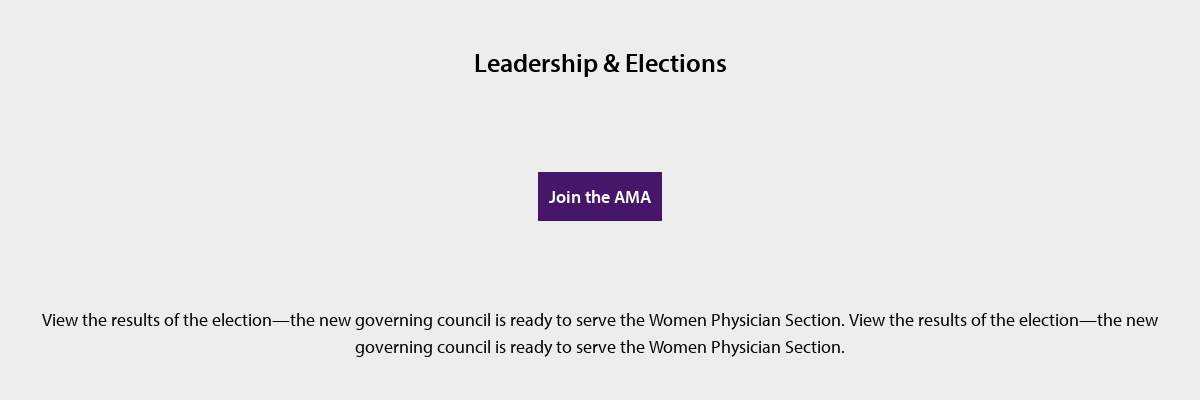 Leadership & Elections
Join the AMA
View the results of the election—the new governing council is ready to serve the Women Physician Section. View the results of the election—the new
governing council is ready to serve the Women Physician Section.